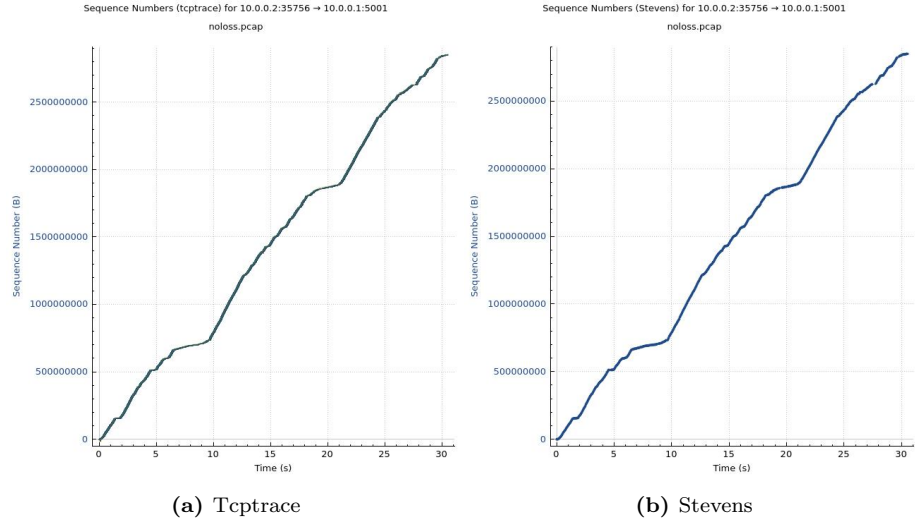 Sequence Numbers (tcptrace) for 10.0.0.2:35756 → 10.0.0.1:5001
noloss.pcap
Sequence Number (B)
2500000000
2000000000
1500000000
1000000000
500000000
0
0 5 10 15 20 25 30
Time (s)
(a) Tcptrace
Sequence Numbers (Stevens) for 10.0.0.2:35756 → 10.0.0.1:5001
noloss.pcap
Sequence Number (B)
2500000000
2000000000
1500000000
1000000000
500000000
0
0 5 10 15 20 25 30
Time (s)
(b) Stevens